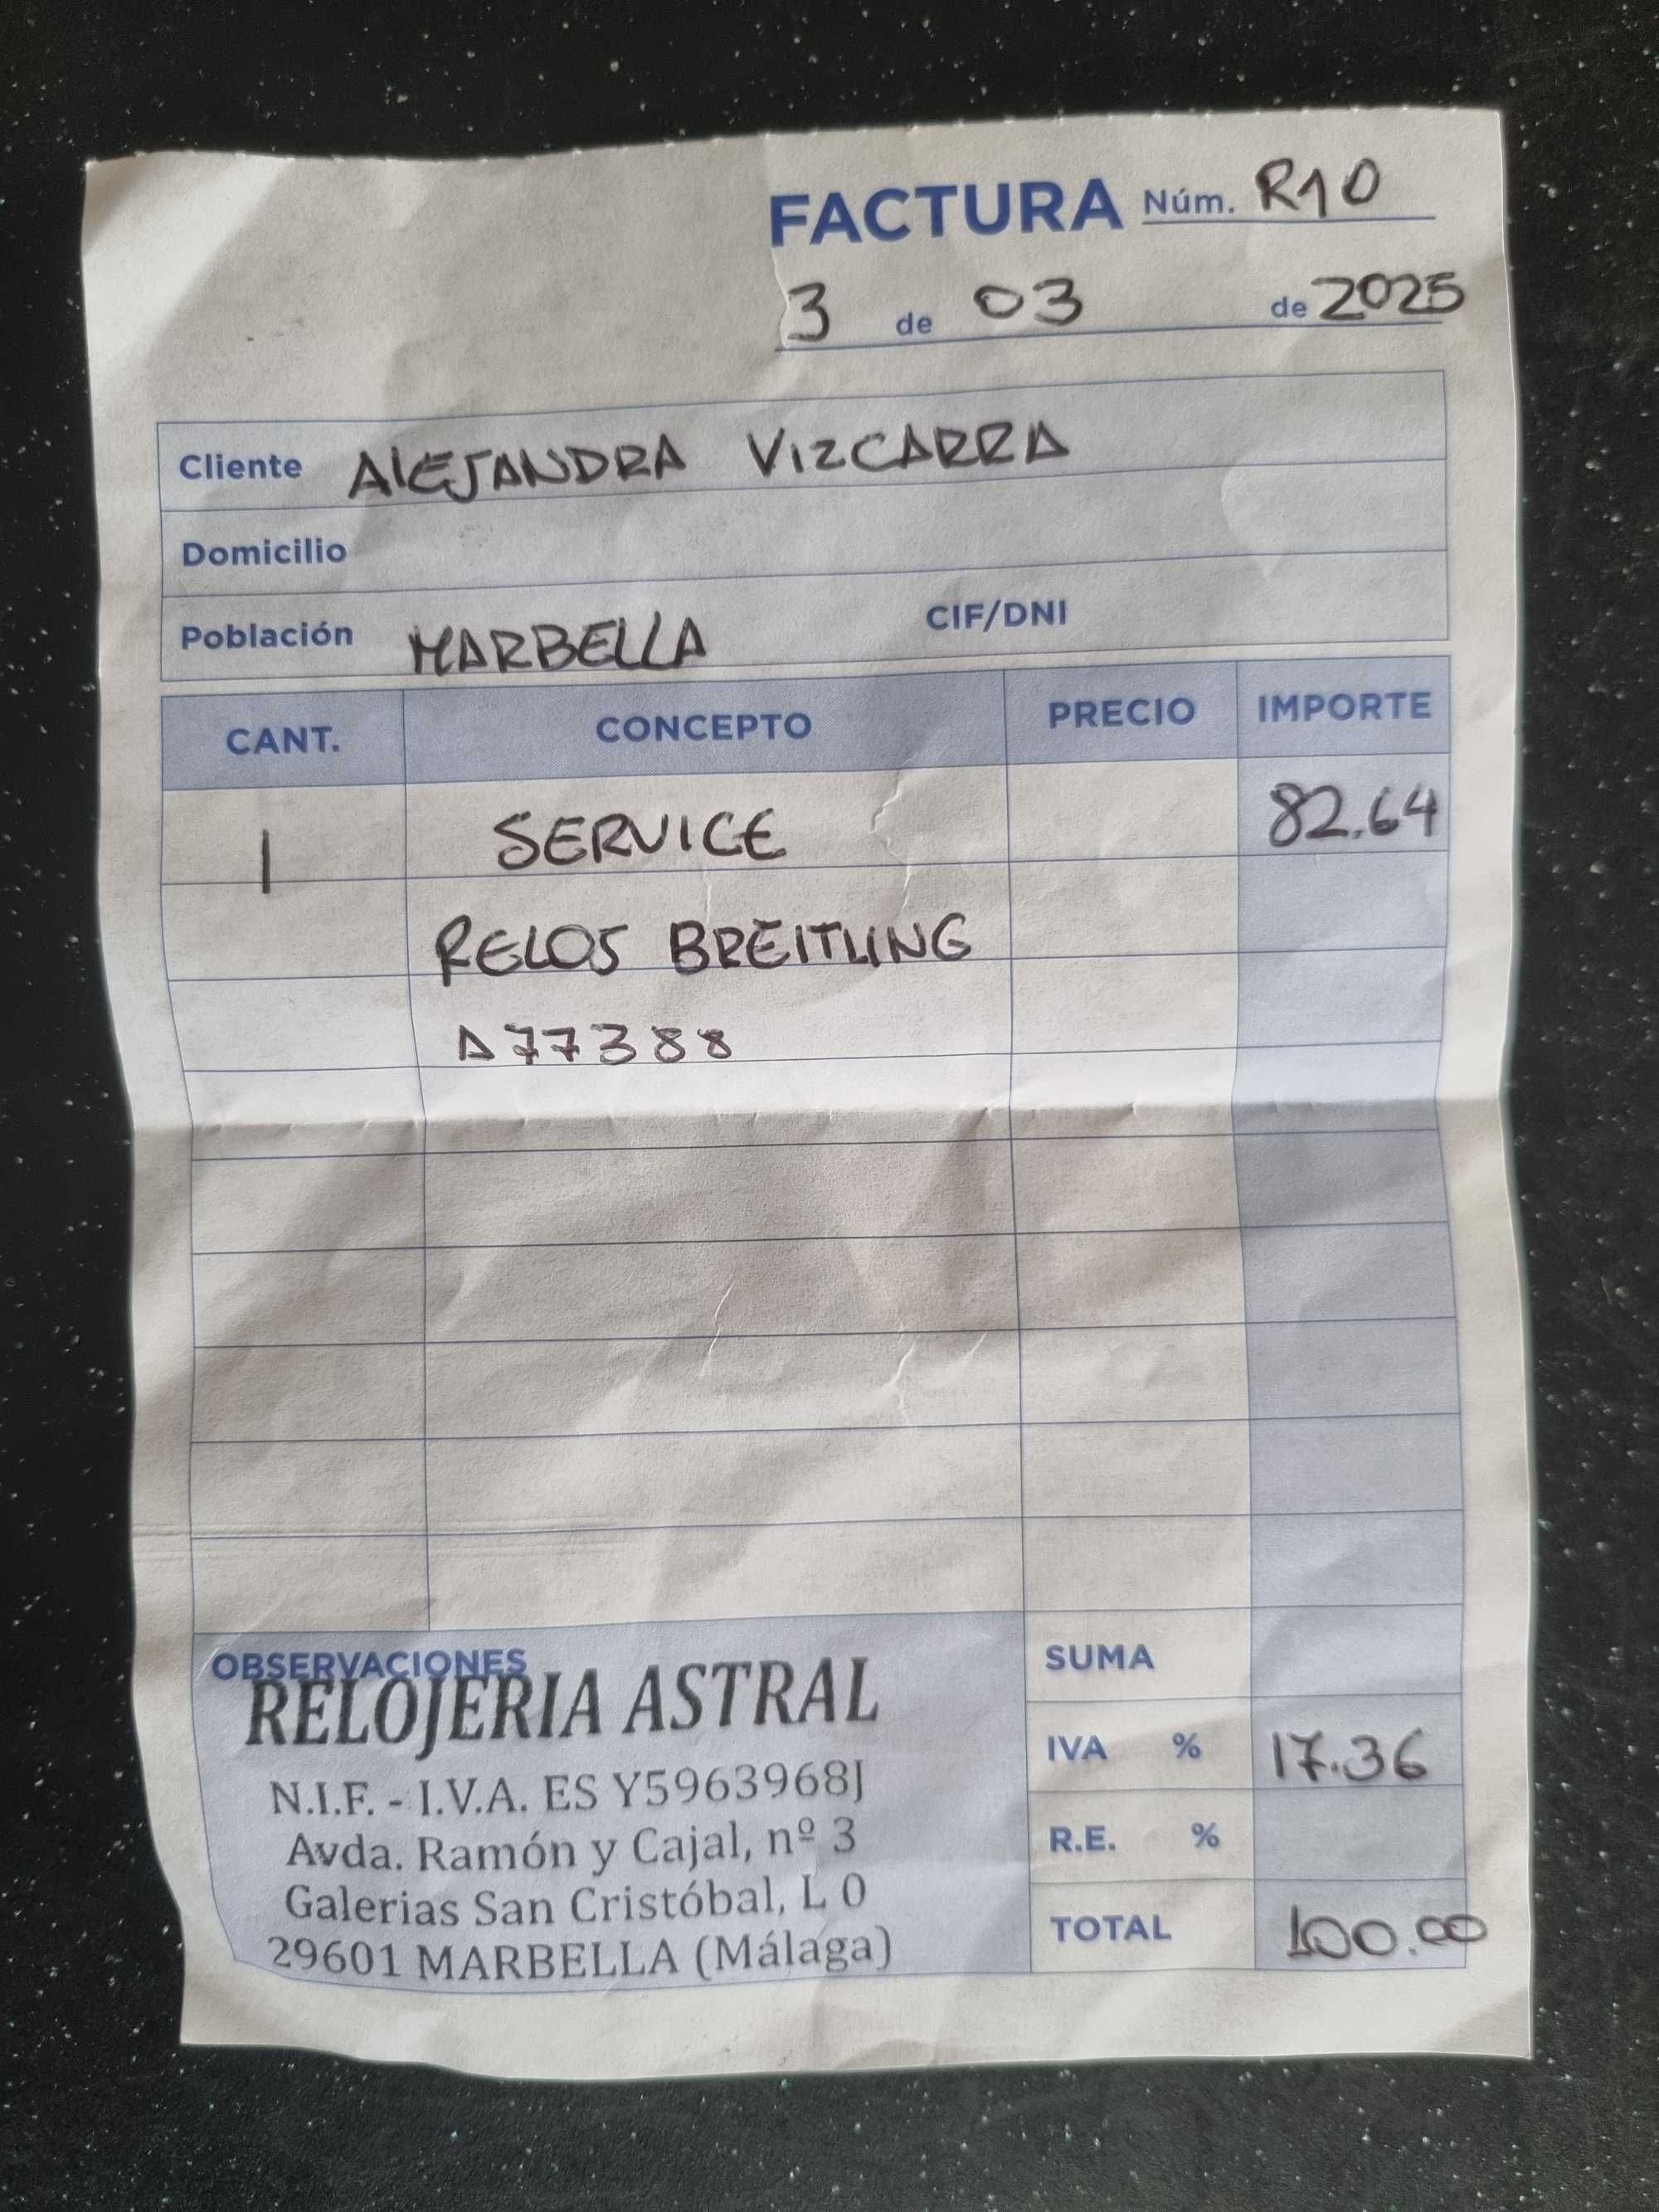 FACTURA Núm. R10
3 de 03 de 2025
Cliente ALEJANDRA VIZCARRA
Domicilio
Población MARBELLA CIF/DNI
CANT. CONCEPTO PRECIO IMPORTE
1 SERVICE 82.64
RELOJ BREITLING
A77388
OBSERVACIONES
RELOJERIA ASTRAL
N.I.F. - I.V.A. ES Y5963968J
Avda. Ramón y Cajal, nº 3
Galerias San Cristóbal, L 0
29601 MARBELLA (Málaga)
SUMA
IVA % 17.36
R.E. %
TOTAL 100.00